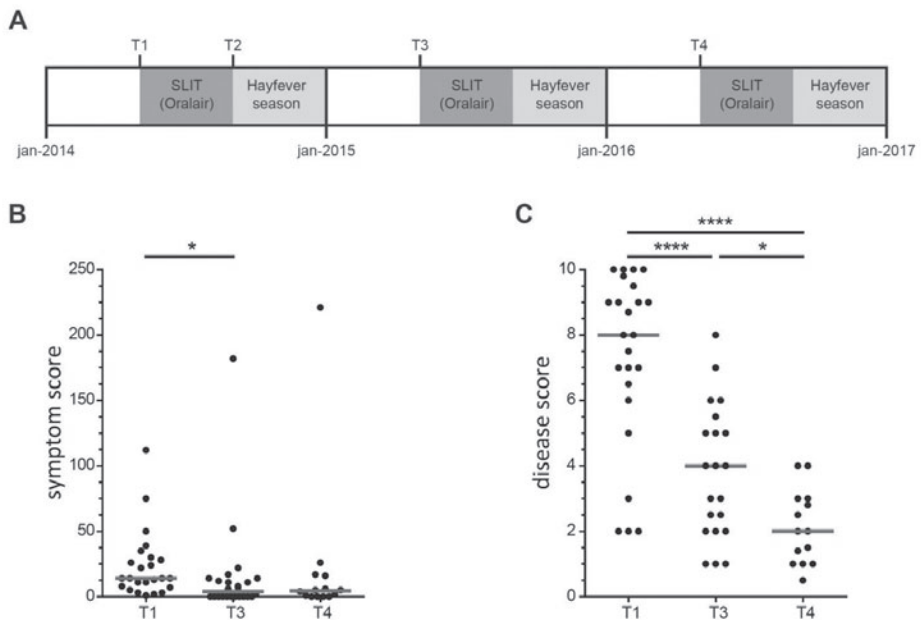 A
T1 T2 T3 T4
SLIT (Oralair) Hayfever season SLIT (Oralair) Hayfever season SLIT (Oralair) Hayfever season
jan-2014 jan-2015 jan-2016 jan-2017
B
*
symptom score
250
200
150
100
50
0
T1 T3 T4
C
****
**** *
disease score
10
8
6
4
2
0
T1 T3 T4